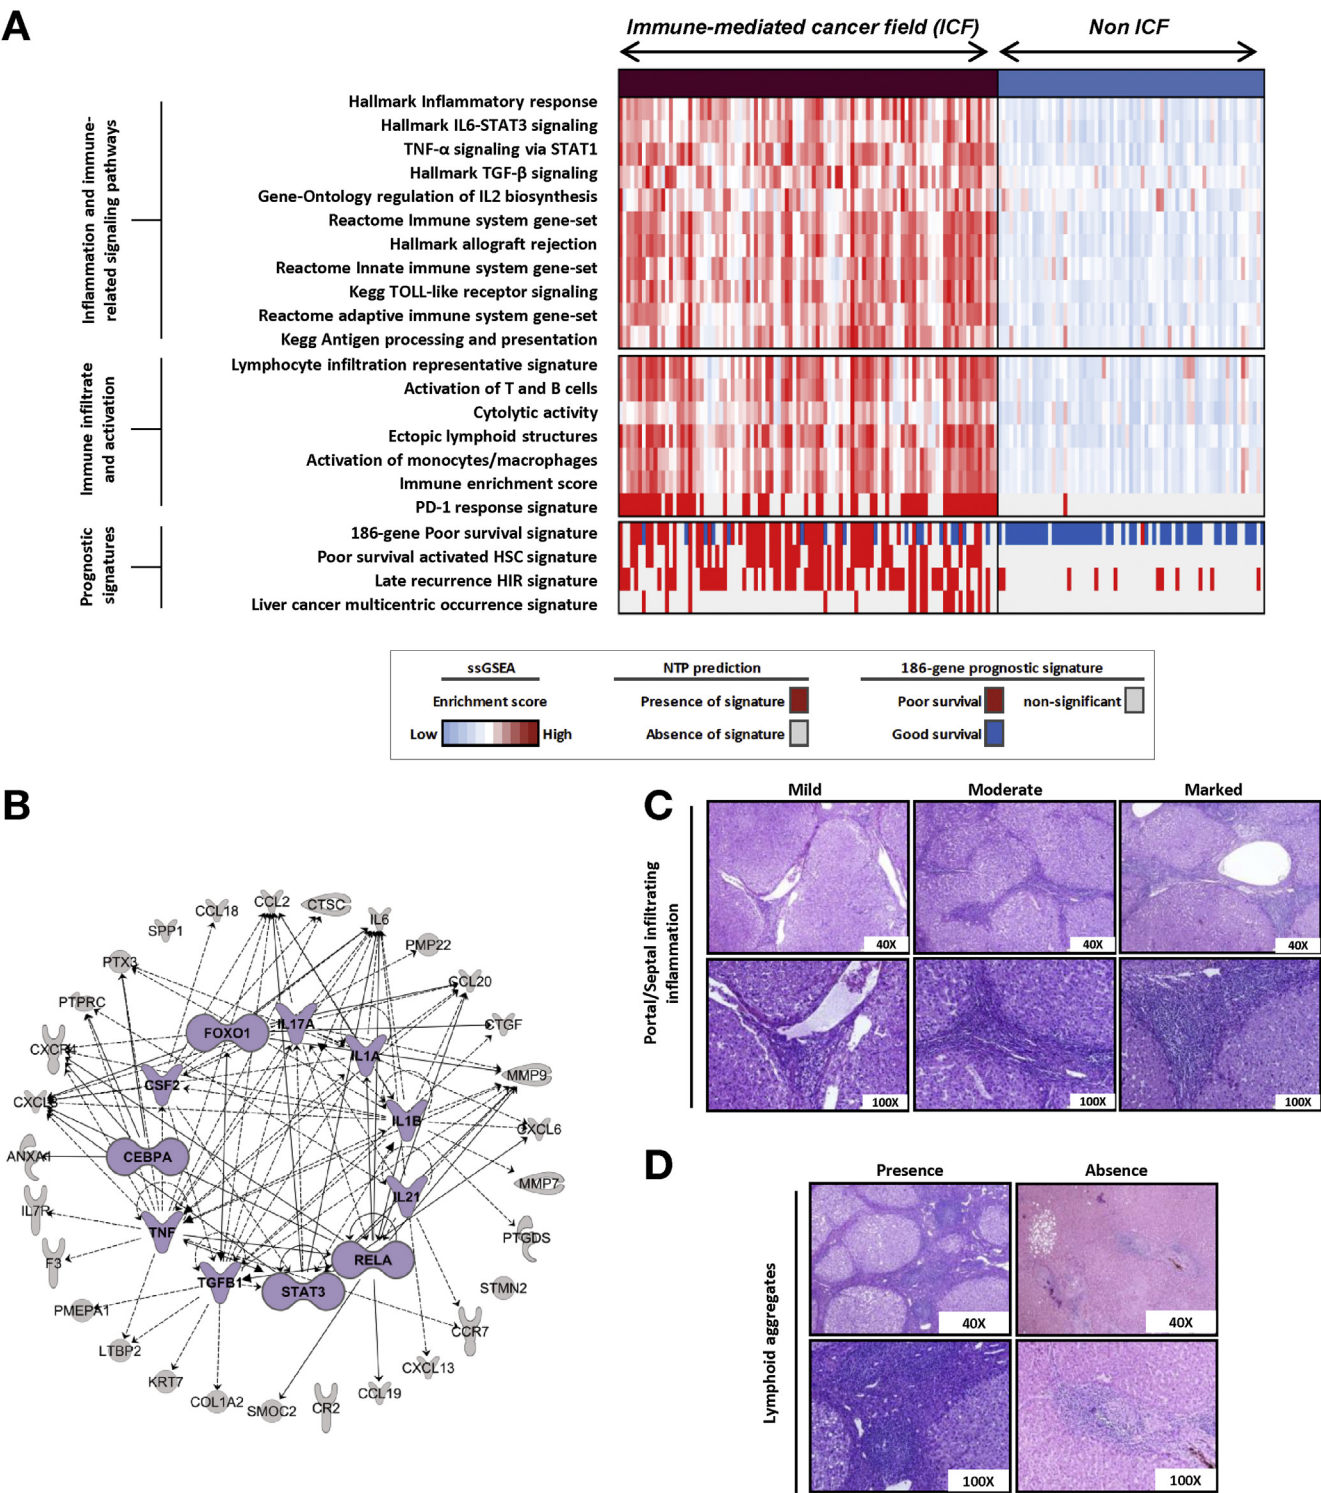 A
Immune-mediated cancer field (ICF)
Non ICF
Inflammation and immune-
related signaling pathways
Hallmark Inflammatory response
Hallmark IL6-STAT3 signaling
TNF-α signaling via STAT1
Hallmark TGF-β signaling
Gene-Ontology regulation of IL2 biosynthesis
Reactome Immune system gene-set
Hallmark allograft rejection
Reactome Innate immune system gene-set
Kegg TOLL-like receptor signaling
Reactome adaptive immune system gene-set
Kegg Antigen processing and presentation
Immune infiltrate
and activation
Lymphocyte infiltration representative signature
Activation of T and B cells
Cytolytic activity
Ectopic lymphoid structures
Activation of monocytes/macrophages
Immune enrichment score
PD-1 response signature
Prognostic
signatures
186-gene Poor survival signature
Poor survival activated HSC signature
Late recurrence HIR signature
Liver cancer multicentric occurrence signature
ssGSEA
Enrichment score
Low
High
NTP prediction
Presence of signature
Absence of signature
186-gene prognostic signature
Poor survival
non-significant
Good survival
B
CCL2
CTSC
CCL18
IL6
SPP1
PMP22
PTX3
CCL20
PTPRC
CTGF
FOXO1
IL17A
CXCR4
IL1A
MMP9
CSF2
IL1B
CXCL6
ANXA1
CEBPA
MMP7
IL21
IL7R
TNF
PTGDS
F3
RELA
TGFB1
STAT3
STMN2
PMEPA1
CCR7
LTBP2
CXCL13
KRT7
CCL19
COL1A2
SMOC2
CR2
C
Mild
Moderate
Marked
Portal/Septal infiltrating
inflammation
40X
40X
40X
100X
100X
100X
D
Presence
Absence
Lymphoid aggregates
40X
40X
100X
100X